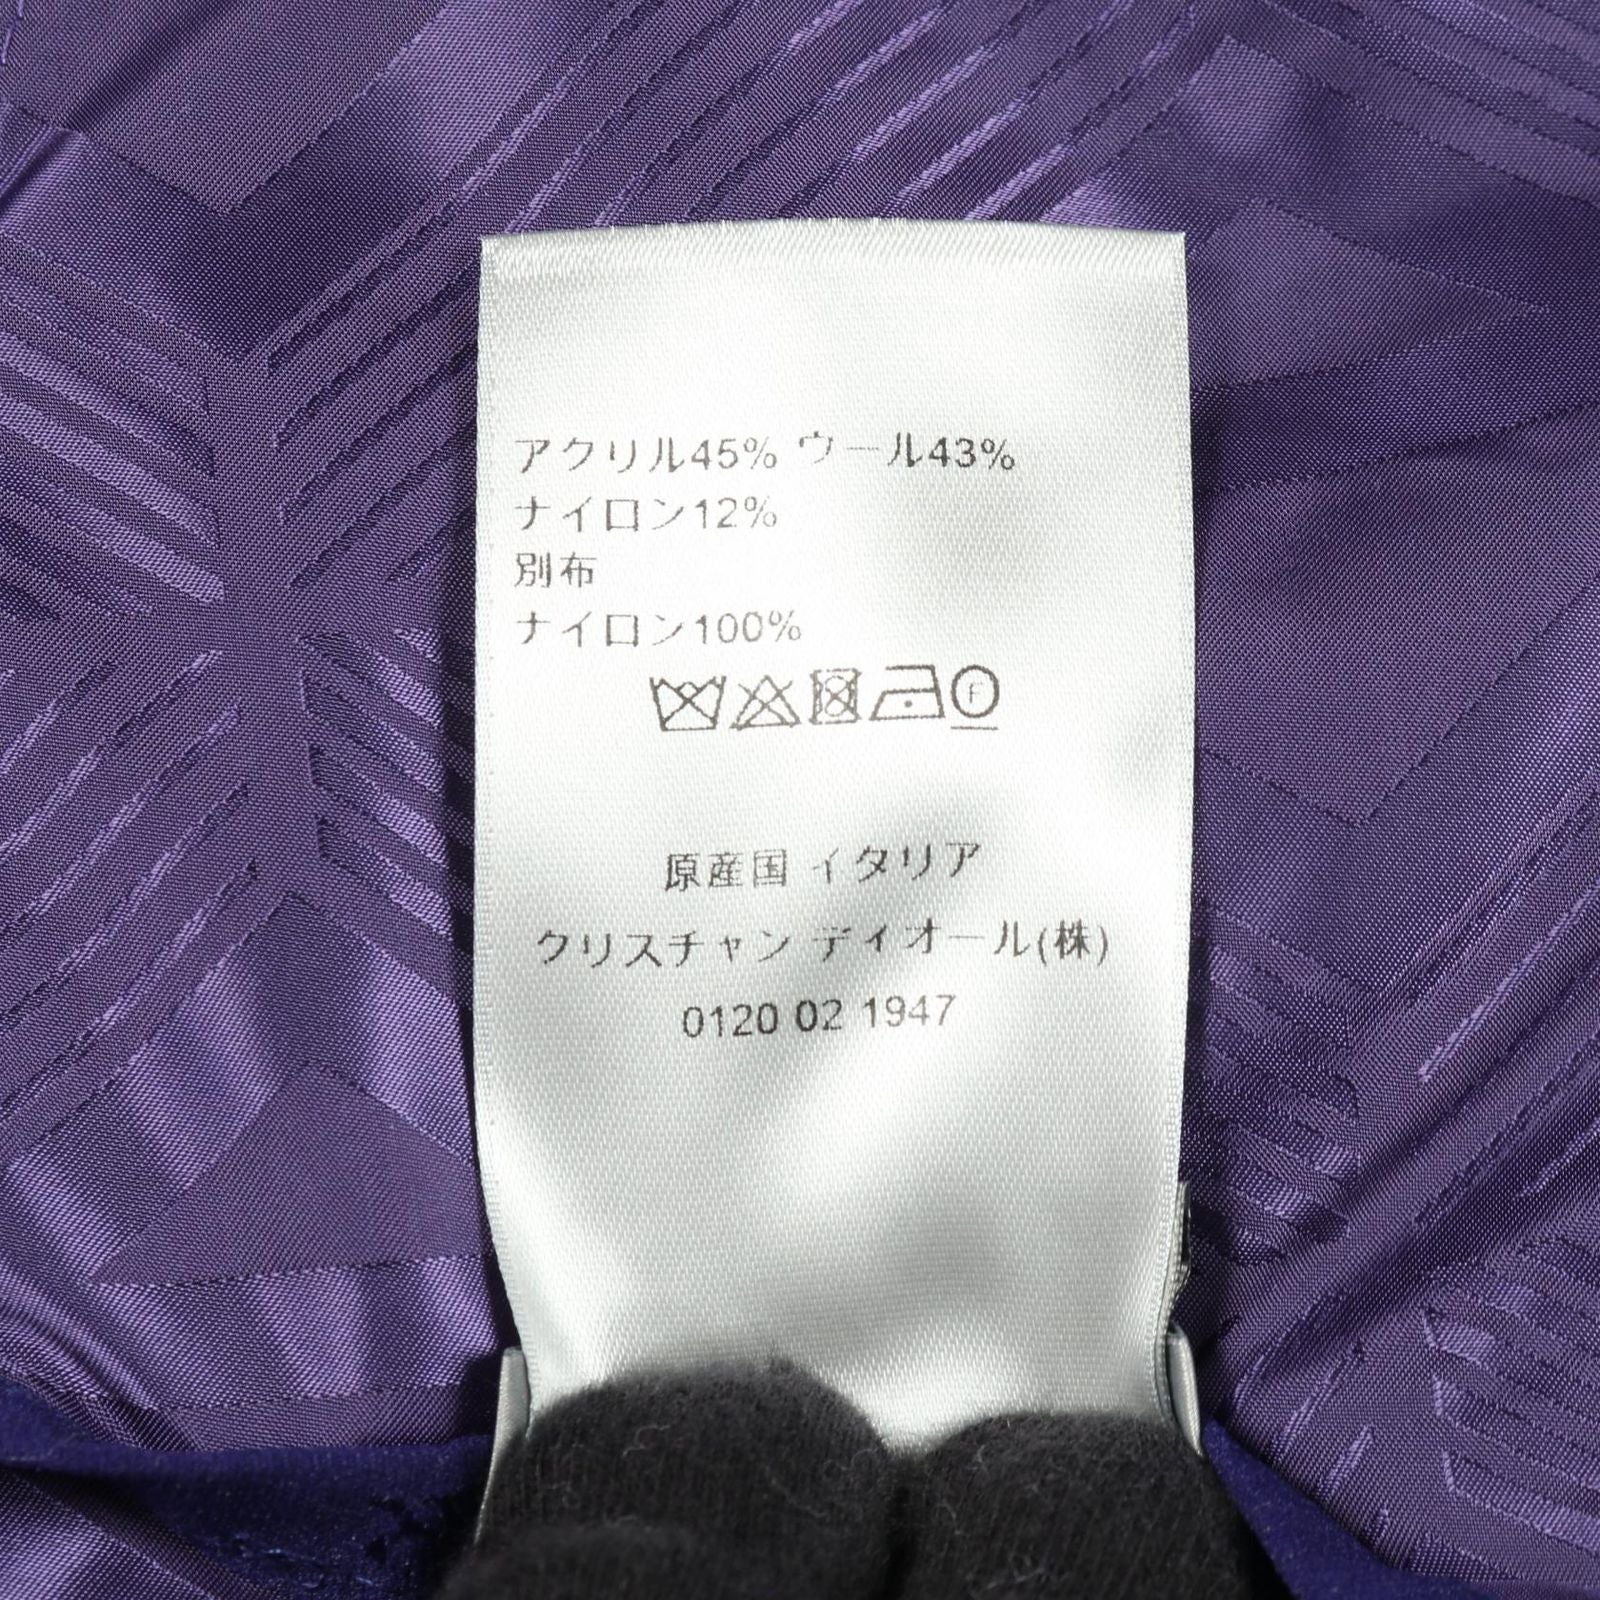 アクリル45% ウール43%
ナイロン12%
別布
ナイロン100%
F
原産国 イタリア
クリスチャン ディオール(株)
0120 02 1947